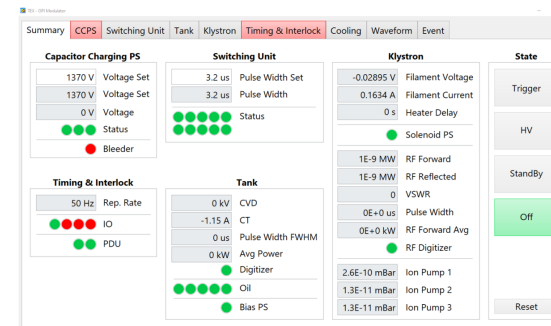 TEX - OPI Modulator
Summary CCPS Switching Unit Tank Klystron Timing & Interlock Cooling Waveform Event
Capacitor Charging PS
1370 V Voltage Set
1370 V Voltage Set
0 V Voltage
Status
Bleeder
Switching Unit
3.2 us Pulse Width Set
3.2 us Pulse Width
Status
Klystron
-0.02895 V Filament Voltage
0.1634 A Filament Current
0 s Heater Delay
Solenoid PS
1E-9 MW RF Forward
1E-9 MW RF Reflected
0 VSWR
0E+0 us Pulse Width
0E+0 kW RF Forward Avg
RF Digitizer
2.6E-10 mBar Ion Pump 1
1.3E-11 mBar Ion Pump 2
1.3E-11 mBar Ion Pump 3
State
Trigger
HV
StandBy
Off
Reset
Timing & Interlock
50 Hz Rep. Rate
IO
PDU
Tank
0 kV CVD
-1.15 A CT
0 us Pulse Width FWHM
0 kW Avg Power
Digitizer
Oil
Bias PS